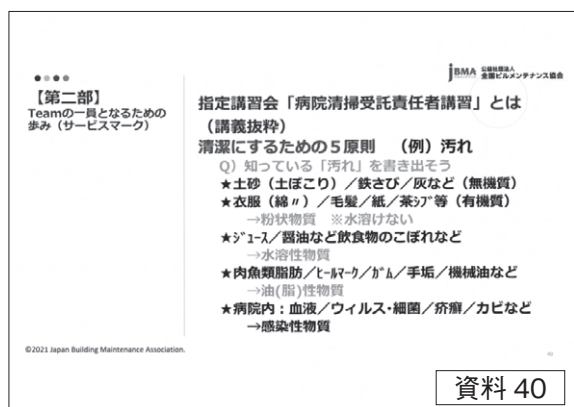 JBMA 公益社団法人
全国ビルメンテナンス協会
【第二部】
Teamの一員となるための
歩み（サービスマーク）
指定講習会「病院清掃受託責任者講習」とは
（講義抜粋）
清潔にするための５原則　（例）汚れ
Q）知っている「汚れ」を書き出そう
★土砂（土ぼこり）／鉄さび／灰など（無機質）
★衣服（綿〃）／毛髪／紙／茶ｼﾌﾞ等（有機質）
→粉状物質　※水溶けない
★ｼﾞｭｰｽ／醤油など飲食物のこぼれなど
→水溶性物質
★肉魚類脂肪／ﾋｰﾙﾏｰｸ／ｶﾞﾑ／手垢／機械油など
→油(脂)性物質
★病院内：血液／ウィルス・細菌／疥癬／カビなど
→感染性物質
©2021 Japan Building Maintenance Association.
40
資料 40